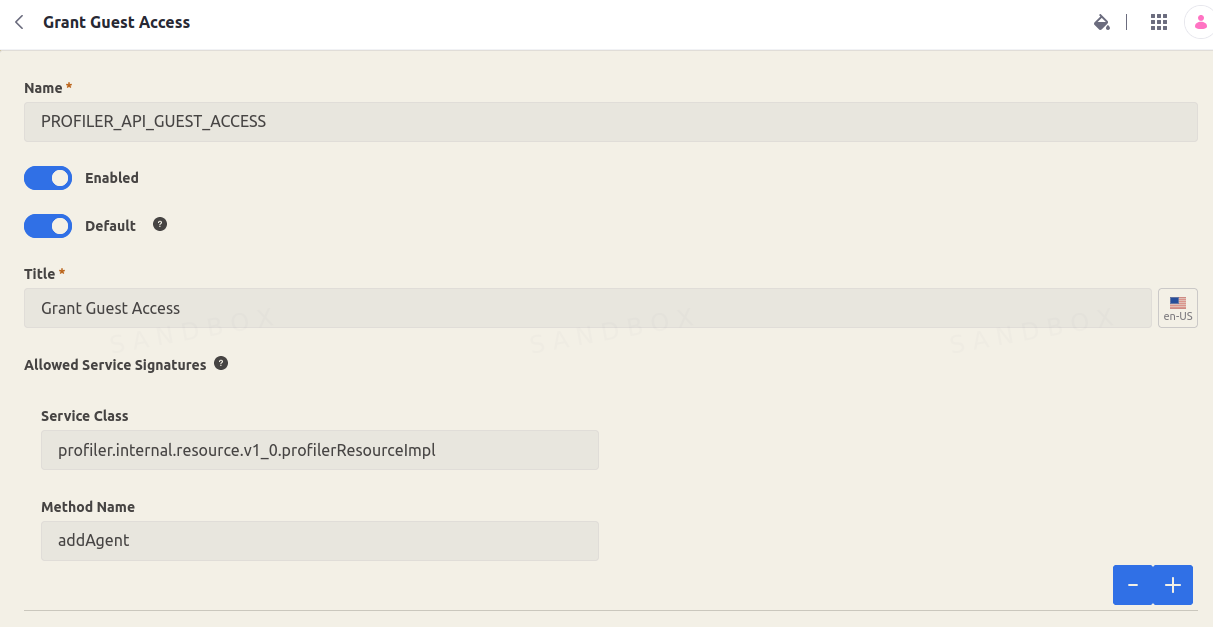 Grant Guest Access
Name *
PROFILER_API_GUEST_ACCESS
Enabled
Default ?
Title *
Grant Guest Access
en-US
SANDBOX SANDBOX SANDBOX
Allowed Service Signatures ?
Service Class
profiler.internal.resource.v1_0.profilerResourceImpl
Method Name
addAgent
- +